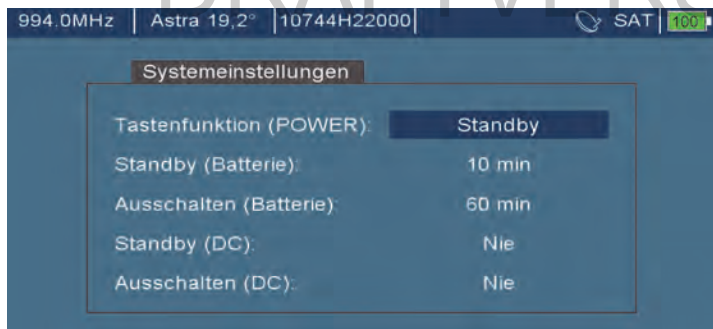 994.0MHz | Astra 19,2° |10744H22000| SAT 100
Systemeinstellungen
Tastenfunktion (POWER): Standby
Standby (Batterie): 10 min
Ausschalten (Batterie): 60 min
Standby (DC): Nie
Ausschalten (DC): Nie